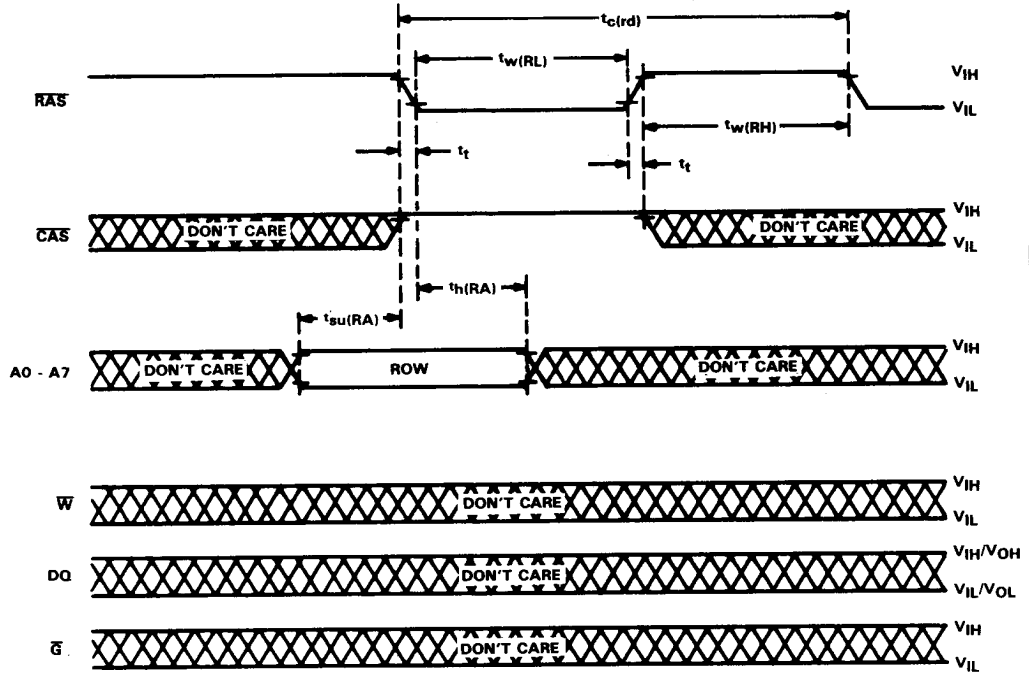 tc(rd)
tw(RL)
RAS
VIH
VIL
tw(RH)
tt
tt
CAS
DON'T CARE
DON'T CARE
VIH
VIL
th(RA)
tsu(RA)
A0 - A7
DON'T CARE
ROW
DON'T CARE
VIH
VIL
W
DON'T CARE
VIH
VIL
DQ
DON'T CARE
VIH/VOH
VIL/VOL
G
DON'T CARE
VIH
VIL